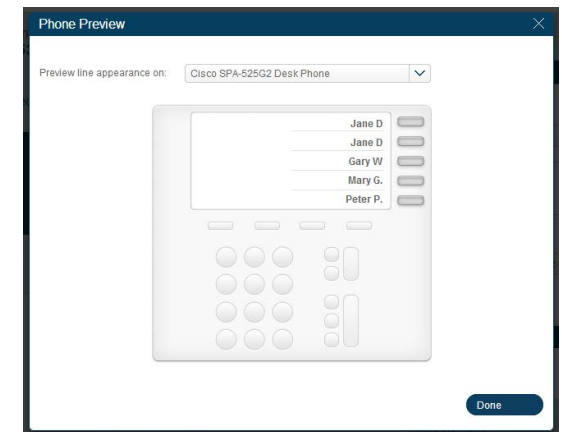 Phone Preview
Preview line appearance on: Cisco SPA-525G2 Desk Phone
Jane D
Jane D
Gary W
Mary G.
Peter P.
Done